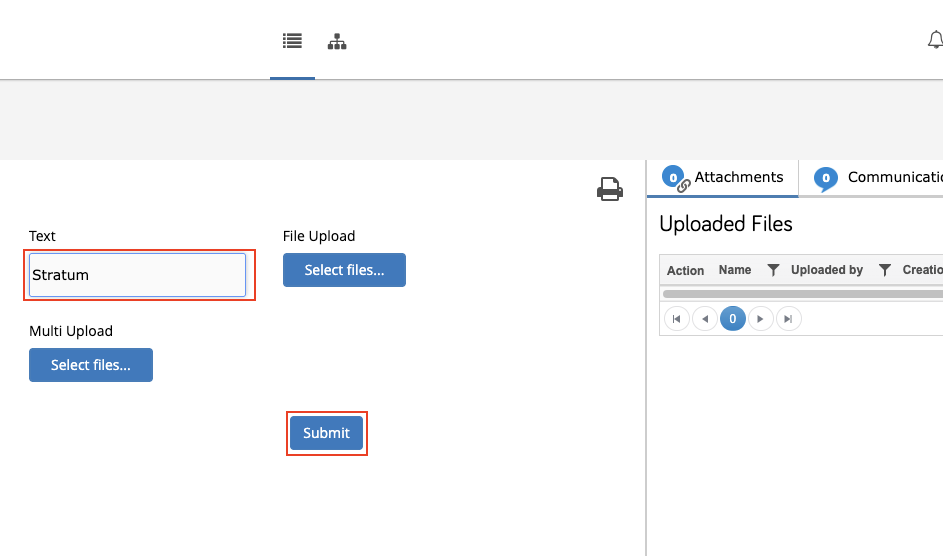 0 Attachments
0 Communicatio
Uploaded Files
Text
File Upload
Stratum
Select files...
Action Name Uploaded by Creatio
0
Multi Upload
Select files...
Submit